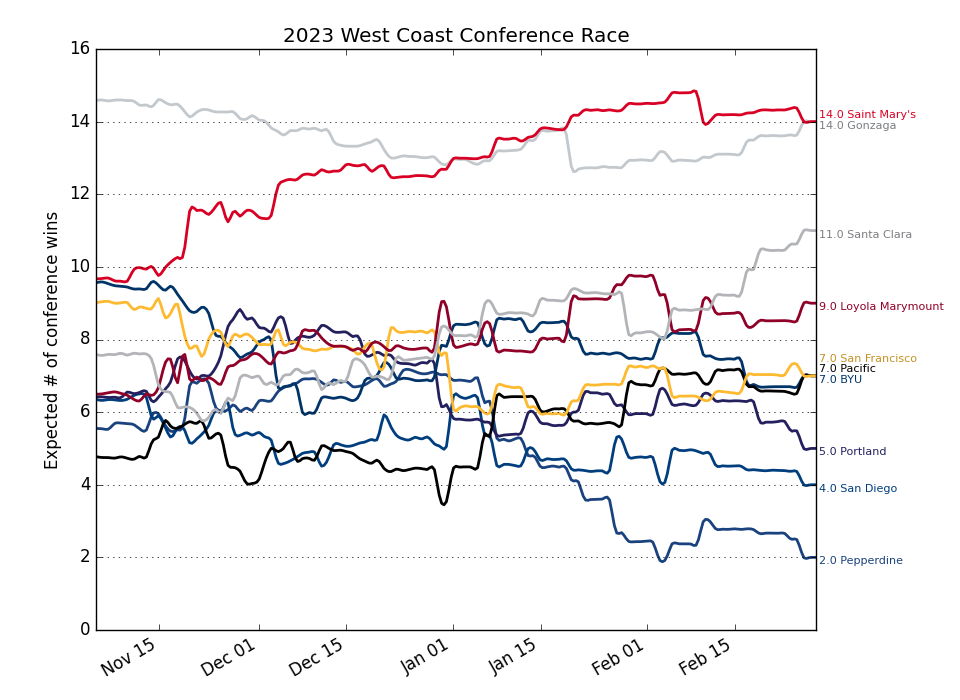 2023 West Coast Conference Race
Expected # of conference wins
16
14
12
10
8
6
4
2
0
14.0 Saint Mary's
14.0 Gonzaga
11.0 Santa Clara
9.0 Loyola Marymount
7.0 San Francisco
7.0 Pacific
7.0 BYU
5.0 Portland
4.0 San Diego
2.0 Pepperdine
Nov 15
Dec 01
Dec 15
Jan 01
Jan 15
Feb 01
Feb 15